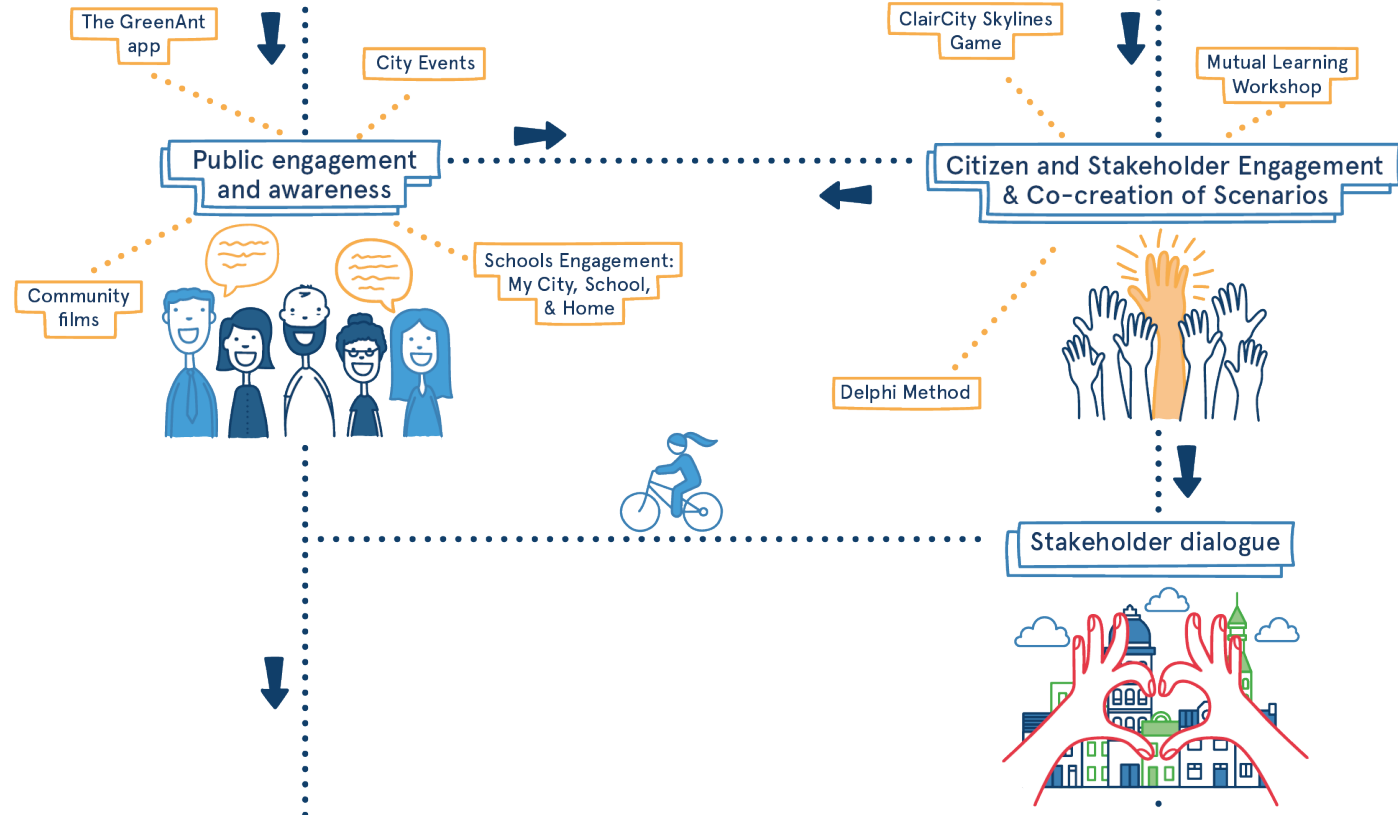 The GreenAnt
app
City Events
ClairCity Skylines
Game
Mutual Learning
Workshop
Public engagement
and awareness
Citizen and Stakeholder Engagement
& Co-creation of Scenarios
Community
films
Schools Engagement:
My City, School,
& Home
Delphi Method
Stakeholder dialogue